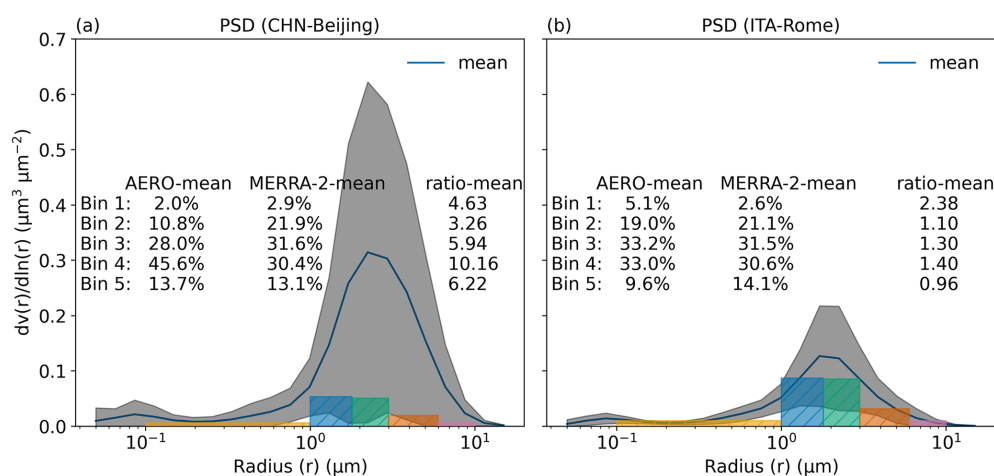 (a) PSD (CHN-Beijing)
0.7
0.6
0.5
0.4
0.3
0.2
0.1
0.0
dv(r)/dln(r) (µm³ µm⁻²)
mean
AERO-mean MERRA-2-mean ratio-mean
Bin 1: 2.0% 2.9% 4.63
Bin 2: 10.8% 21.9% 3.26
Bin 3: 28.0% 31.6% 5.94
Bin 4: 45.6% 30.4% 10.16
Bin 5: 13.7% 13.1% 6.22
10⁻¹ 10⁰ 10¹
Radius (r) (µm)
(b) PSD (ITA-Rome)
mean
AERO-mean MERRA-2-mean ratio-mean
Bin 1: 5.1% 2.6% 2.38
Bin 2: 19.0% 21.1% 1.10
Bin 3: 33.2% 31.5% 1.30
Bin 4: 33.0% 30.6% 1.40
Bin 5: 9.6% 14.1% 0.96
10⁻¹ 10⁰ 10¹
Radius (r) (µm)